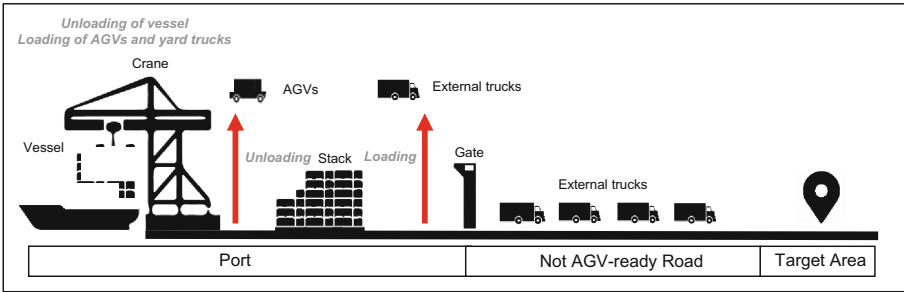 Unloading of vessel
Loading of AGVs and yard trucks
Crane
AGVs
External trucks
Vessel
Unloading
Stack
Loading
Gate
External trucks
Port
Not AGV-ready Road
Target Area